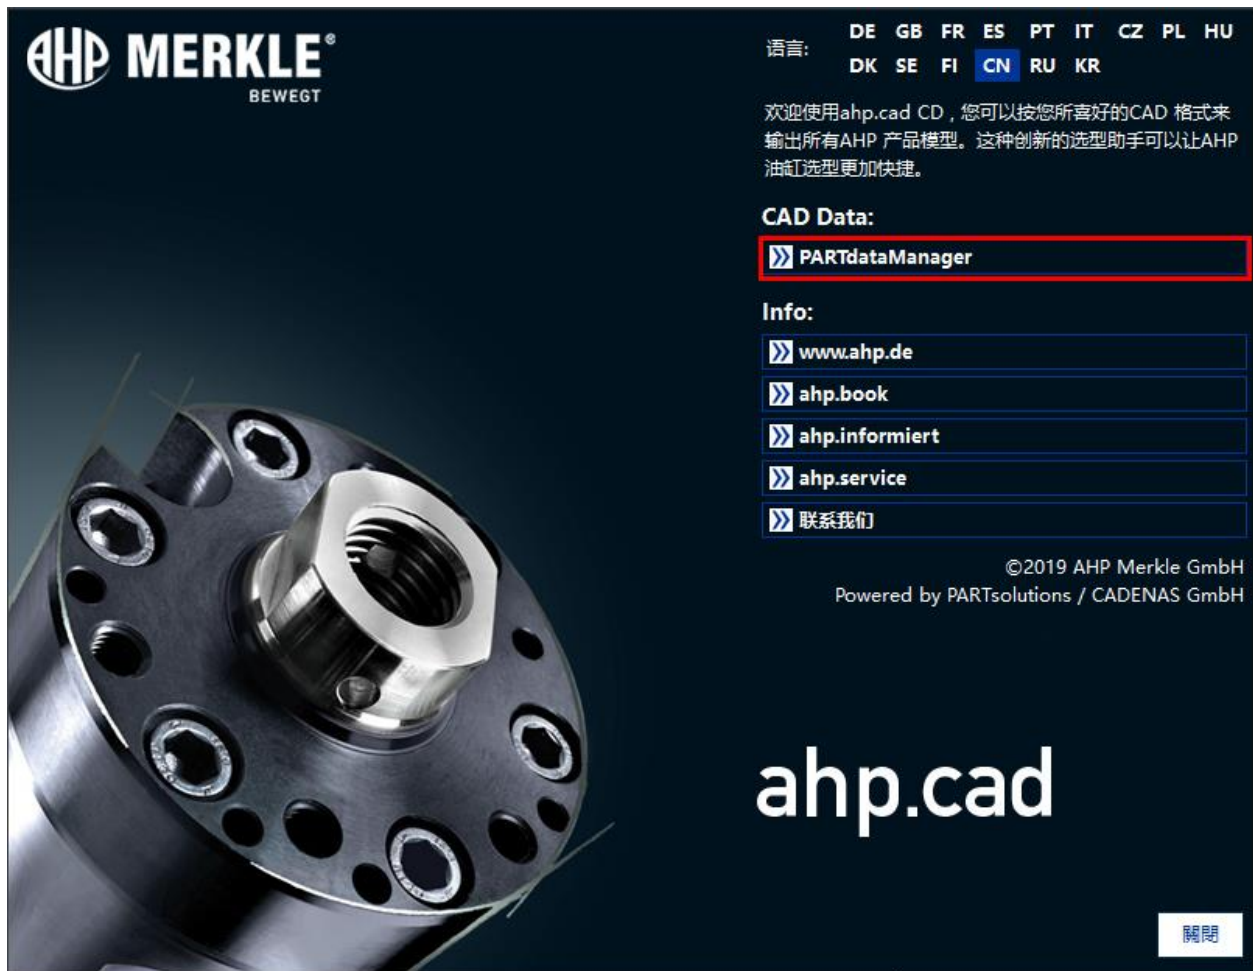 AHP MERKLE®
BEWEGT
语言:
DE GB FR ES PT IT CZ PL HU
DK SE FI CN RU KR
欢迎使用ahp.cad CD，您可以按您所喜好的CAD 格式来
输出所有AHP 产品模型。这种创新的选型助手可以让AHP
油缸选型更加快捷。
CAD Data:
PARTdataManager
Info:
www.ahp.de
ahp.book
ahp.informiert
ahp.service
联系我们
©2019 AHP Merkle GmbH
Powered by PARTsolutions / CADENAS GmbH
ahp.cad
關閉